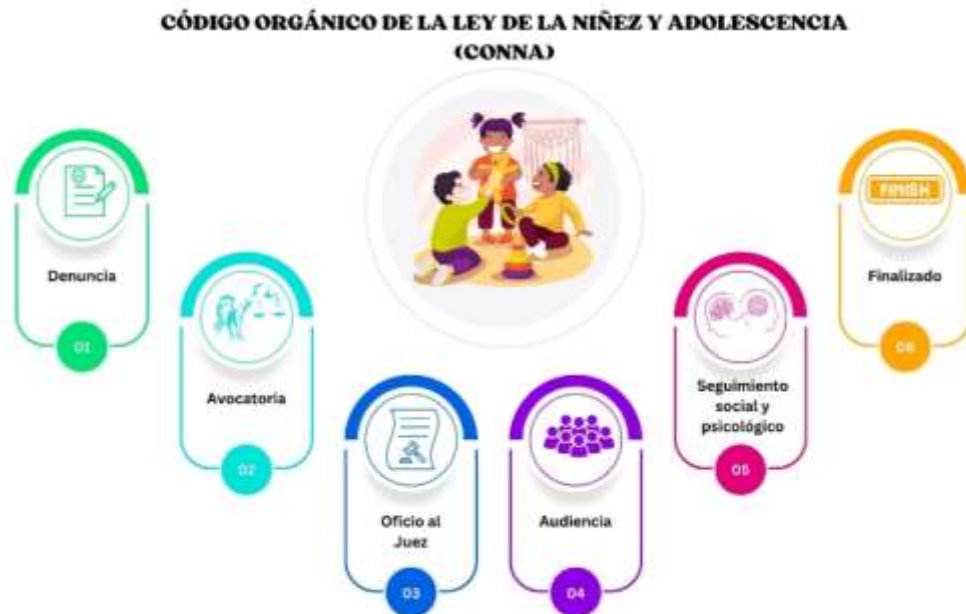 CÓDIGO ORGÁNICO DE LA LEY DE LA NIÑEZ Y ADOLESCENCIA
(CONNA)
Denuncia
01
Avocatoria
02
Oficio al
Juez
03
Audiencia
04
Seguimiento
social y
psicológico
05
FINISH
Finalizado
06